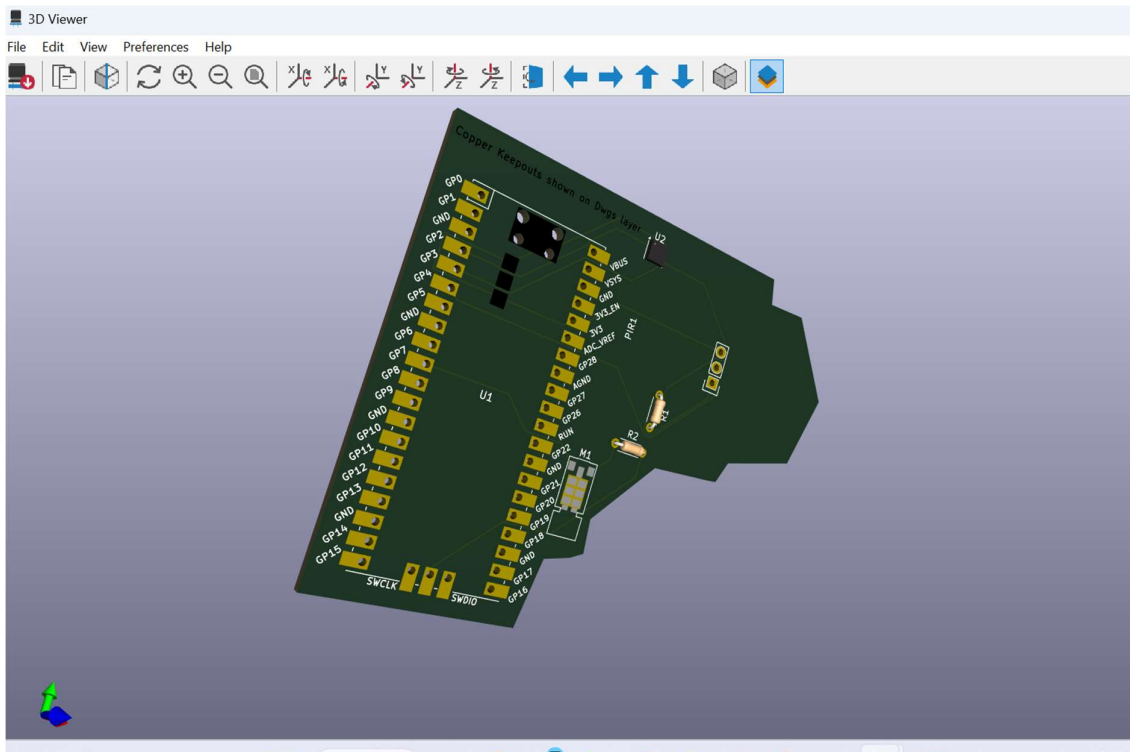 3D Viewer
File Edit View Preferences Help
Copper Keepouts shown on Dwgs layer
GP0
GP1
GND
GP2
GP3
GP4
GP5
GND
GP6
GP7
GP8
GP9
GND
GP10
GP11
GP12
GP13
GND
GP14
GP15
U1
SWCLK
SWDIO
VBUS
VSYS
GND
3V3_EN
3V3
ADC_VREF
GP28
AGND
GP27
GP26
RUN
GP22
GND
GP21
GP20
GP19
GP18
GND
GP17
GP16
U2
PIR1
R1
R2
M1